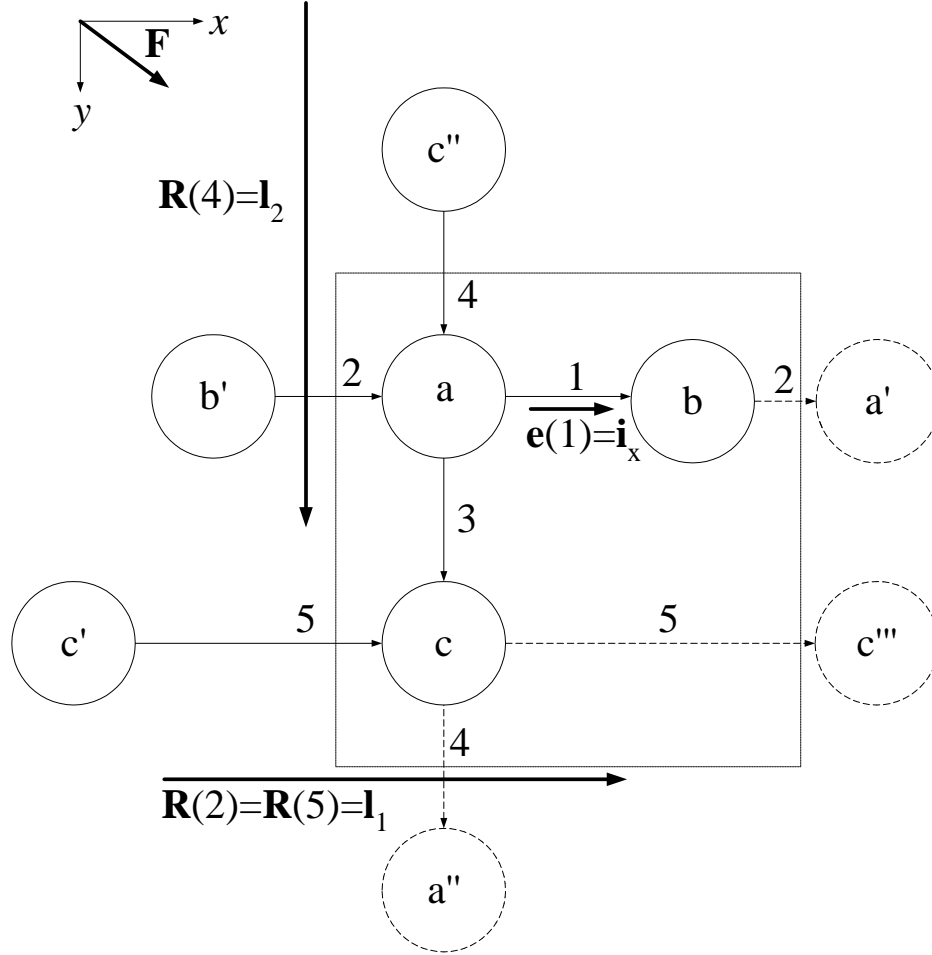 x
F
y
c"
R(4)=l2
4
b'
2
a
1
b
2
a'
e(1)=ix
3
c'
5
c
5
c'''
4
R(2)=R(5)=l1
a"